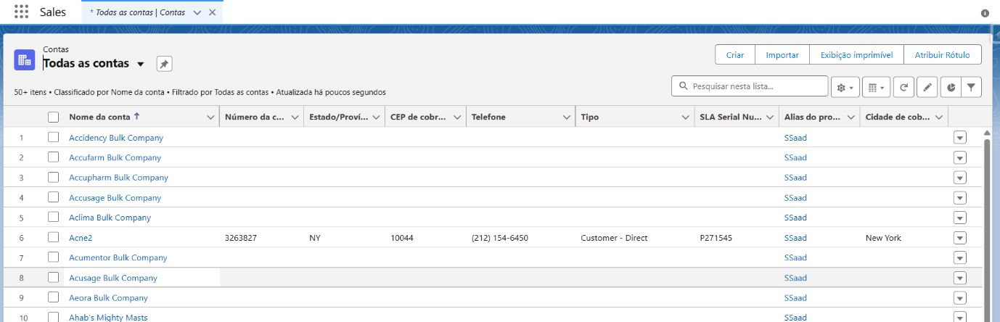 Sales * Todas as contas | Contas
Contas
Todas as contas
Criar Importar Exibição imprimível Atribuir Rótulo
50+ itens • Classificado por Nome da conta • Filtrado por Todas as contas • Atualizada há poucos segundos
Pesquisar nesta lista...
Nome da conta Número da c... Estado/Proví... CEP de cobr... Telefone Tipo SLA Serial Nu... Alias do pro... Cidade de cob...
1 Accidency Bulk Company SSaad
2 Accufarm Bulk Company SSaad
3 Accupharm Bulk Company SSaad
4 Accusage Bulk Company SSaad
5 Aclima Bulk Company SSaad
6 Acne2 3263827 NY 10044 (212) 154-6450 Customer - Direct P271545 SSaad New York
7 Acumentor Bulk Company SSaad
8 Acusage Bulk Company SSaad
9 Aeora Bulk Company SSaad
10 Ahab's Mighty Masts SSaad